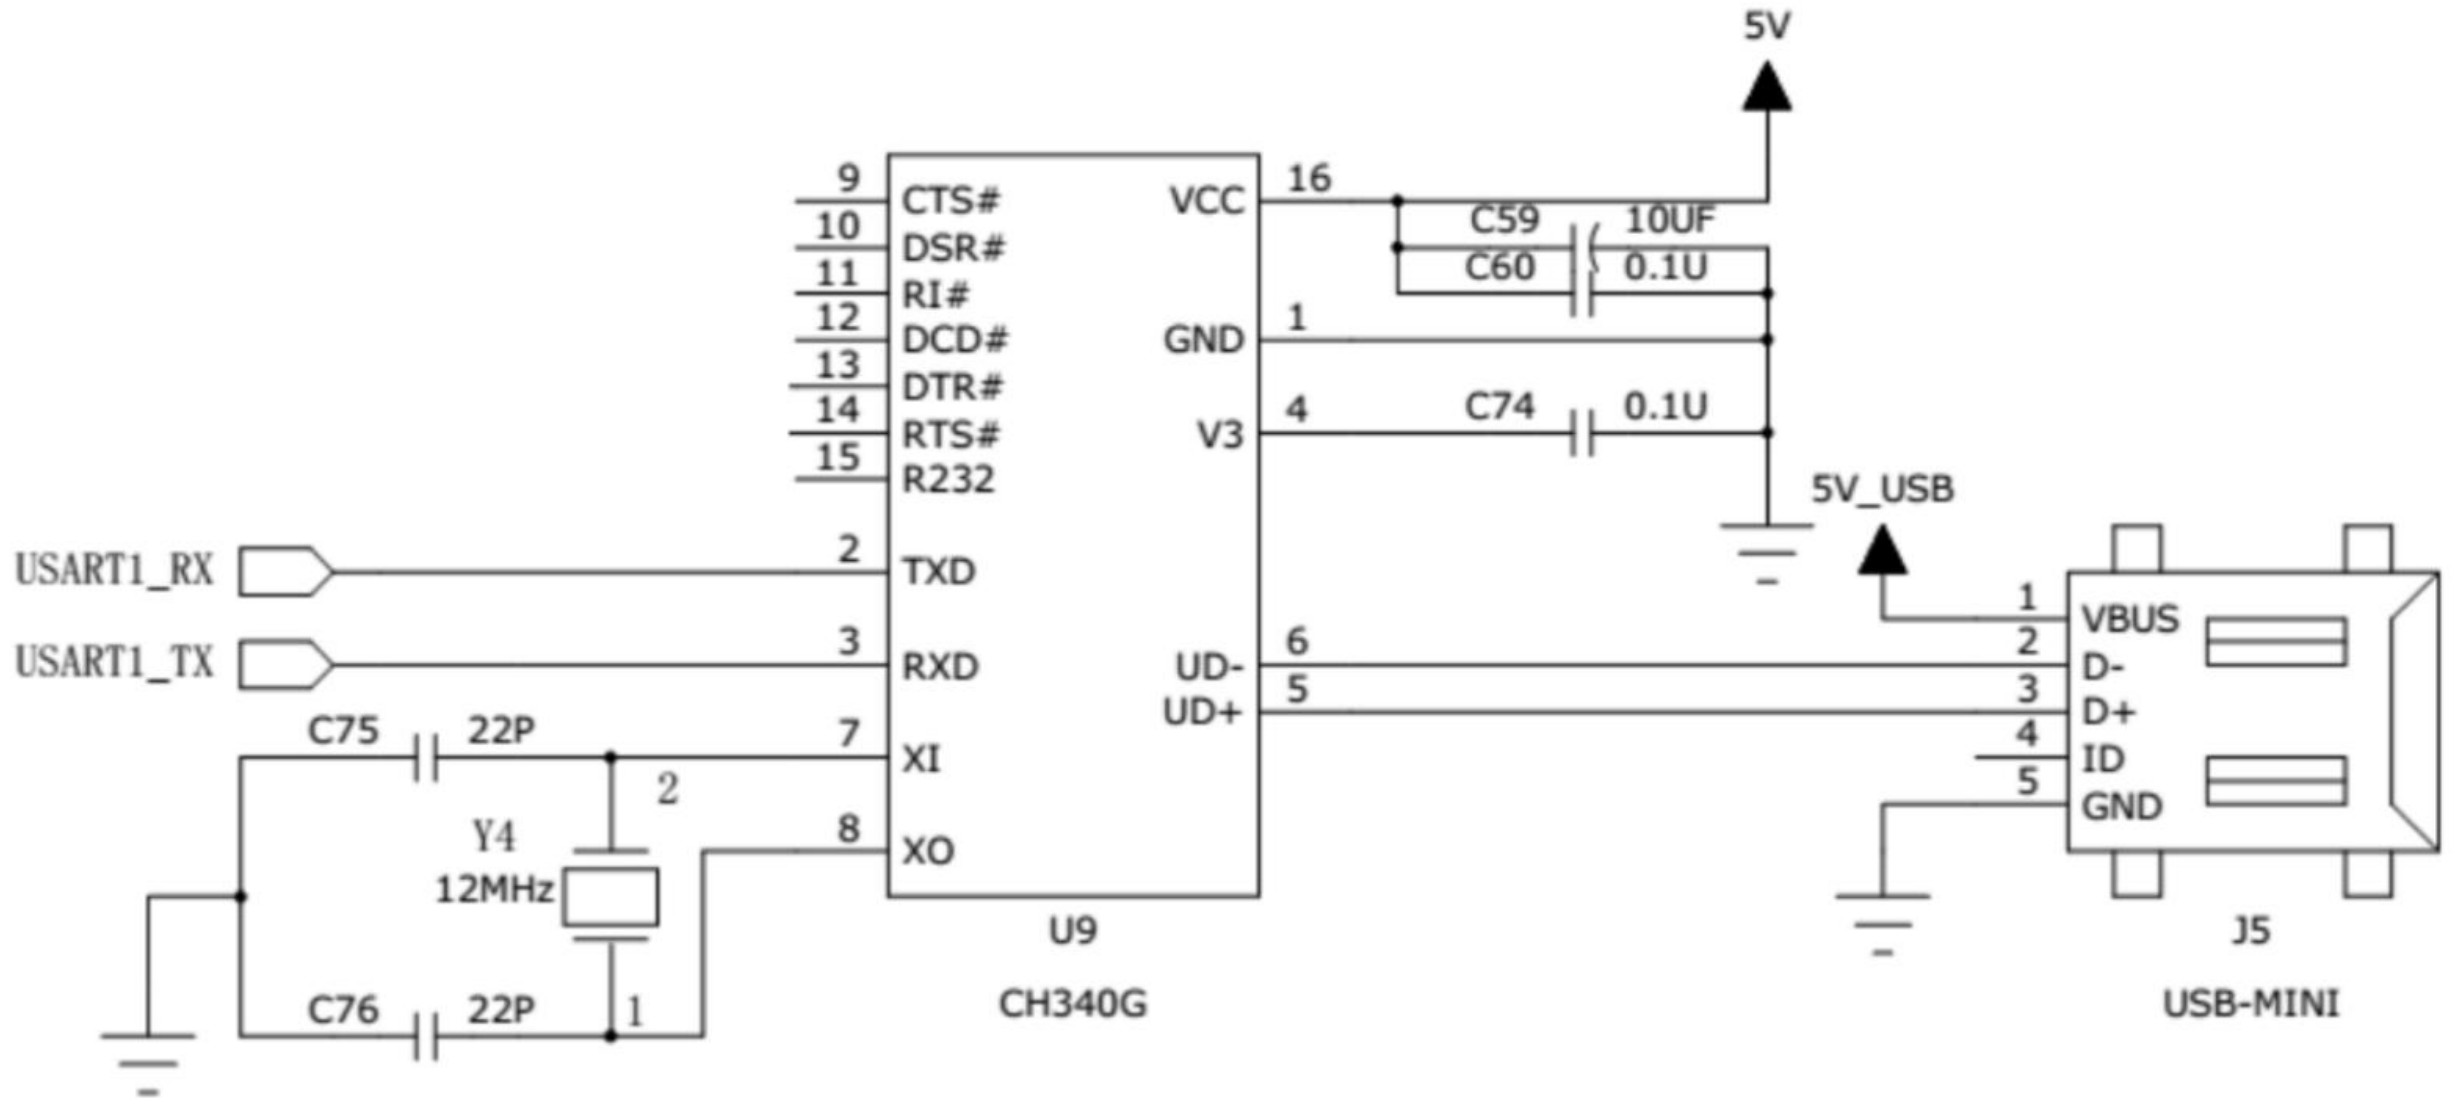 5V
9
CTS#
VCC
16
10
DSR#
C59
10UF
11
RI#
C60
0.1U
12
DCD#
GND
1
13
DTR#
14
RTS#
V3
4
C74
0.1U
15
R232
5V_USB
USART1_RX
2
TXD
1
VBUS
USART1_TX
3
RXD
UD-
6
2
D-
UD+
5
3
D+
C75
22P
7
XI
4
ID
2
5
GND
Y4
12MHz
8
XO
U9
CH340G
J5
USB-MINI
C76
22P
1